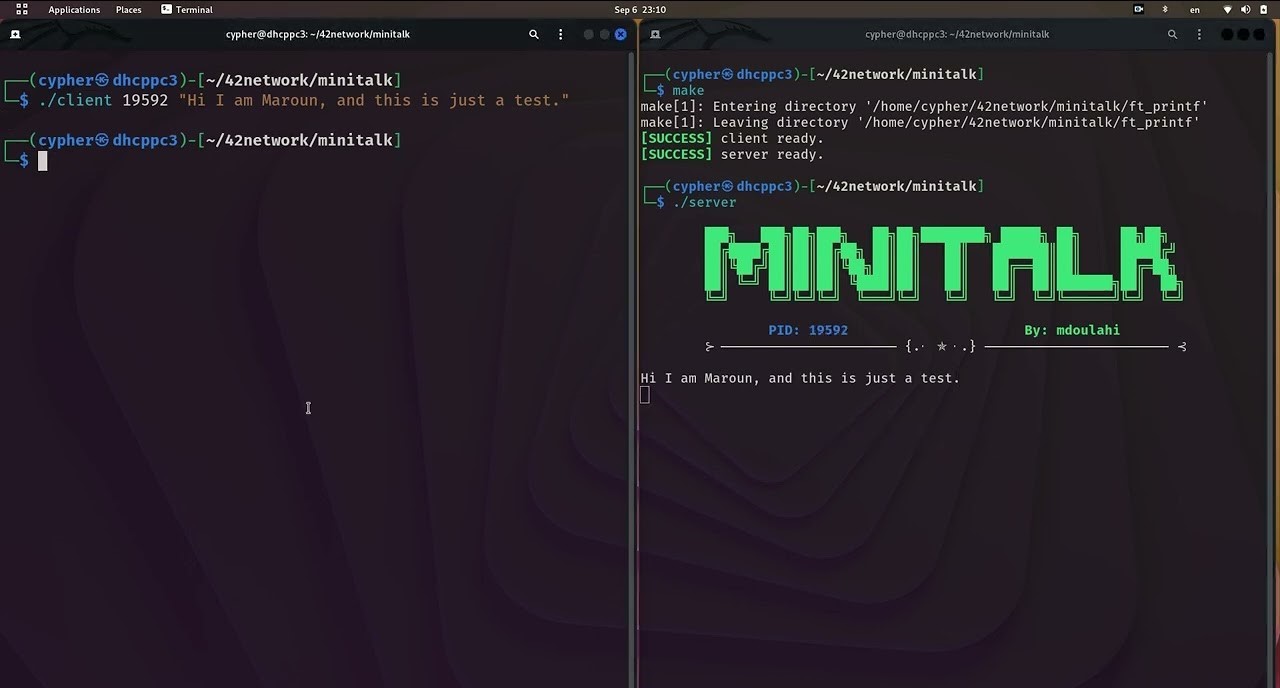 Applications Places Terminal Sep 6 23:10 en
cypher@dhcppc3: ~/42network/minitalk
┌──(cypher㉿dhcppc3)-[~/42network/minitalk]
└─$ ./client 19592 "Hi I am Maroun, and this is just a test."
┌──(cypher㉿dhcppc3)-[~/42network/minitalk]
└─$
cypher@dhcppc3: ~/42network/minitalk
┌──(cypher㉿dhcppc3)-[~/42network/minitalk]
└─$ make
make[1]: Entering directory '/home/cypher/42network/minitalk/ft_printf'
make[1]: Leaving directory '/home/cypher/42network/minitalk/ft_printf'
[SUCCESS] client ready.
[SUCCESS] server ready.
┌──(cypher㉿dhcppc3)-[~/42network/minitalk]
└─$ ./server
MINITALK
PID: 19592 By: mdoulahi
⊱ ────────────────────── {.· ✯ ·.} ─────────────────────── ⊰
Hi I am Maroun, and this is just a test.